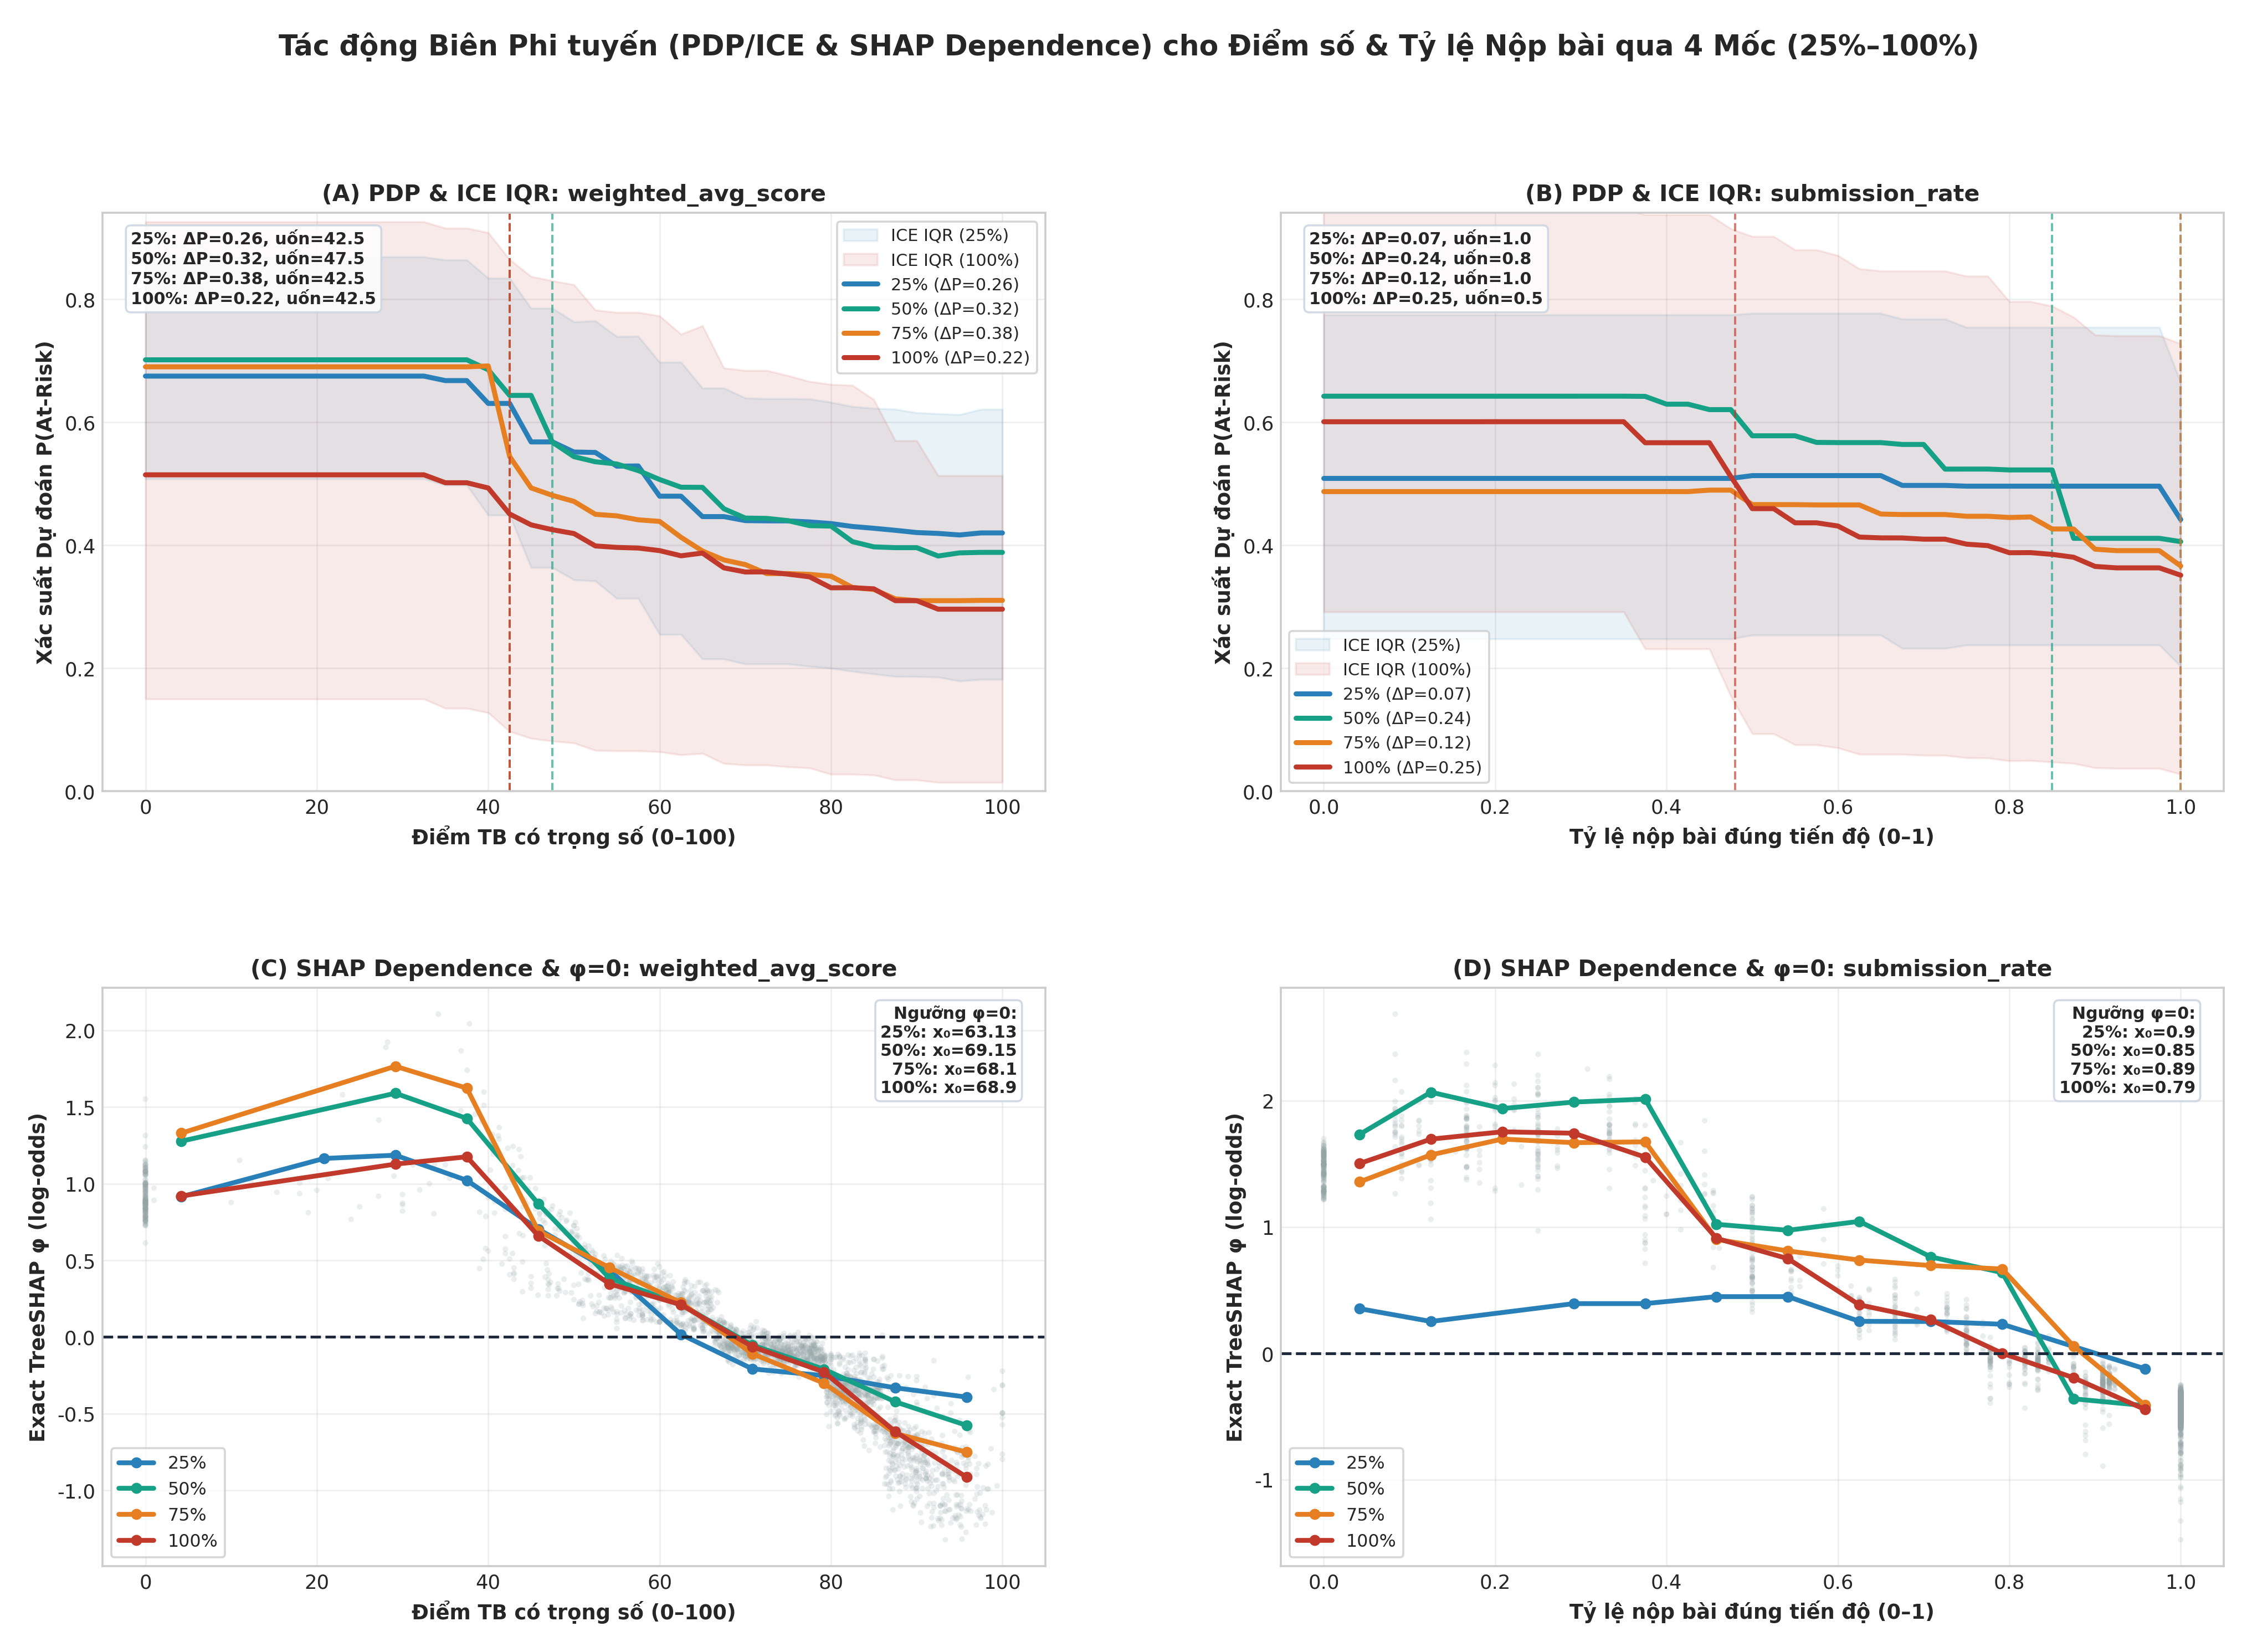 Tác động Biên Phi tuyến (PDP/ICE & SHAP Dependence) cho Điểm số & Tỷ lệ Nộp bài qua 4 Mốc (25%–100%)
(A) PDP & ICE IQR: weighted_avg_score
25%: ΔP=0.26, uốn=42.5
50%: ΔP=0.32, uốn=47.5
75%: ΔP=0.38, uốn=42.5
100%: ΔP=0.22, uốn=42.5
ICE IQR (25%)
ICE IQR (100%)
25% (ΔP=0.26)
50% (ΔP=0.32)
75% (ΔP=0.38)
100% (ΔP=0.22)
Xác suất Dự đoán P(At-Risk)
0.8
0.6
0.4
0.2
0.0
0 20 40 60 80 100
Điểm TB có trọng số (0–100)
(B) PDP & ICE IQR: submission_rate
25%: ΔP=0.07, uốn=1.0
50%: ΔP=0.24, uốn=0.8
75%: ΔP=0.12, uốn=1.0
100%: ΔP=0.25, uốn=0.5
ICE IQR (25%)
ICE IQR (100%)
25% (ΔP=0.07)
50% (ΔP=0.24)
75% (ΔP=0.12)
100% (ΔP=0.25)
Xác suất Dự đoán P(At-Risk)
0.8
0.6
0.4
0.2
0.0
0.0 0.2 0.4 0.6 0.8 1.0
Tỷ lệ nộp bài đúng tiến độ (0–1)
(C) SHAP Dependence & φ=0: weighted_avg_score
Ngưỡng φ=0:
25%: x₀=63.13
50%: x₀=69.15
75%: x₀=68.1
100%: x₀=68.9
Exact TreeSHAP φ (log-odds)
2.0
1.5
1.0
0.5
0.0
-0.5
-1.0
25%
50%
75%
100%
0 20 40 60 80 100
Điểm TB có trọng số (0–100)
(D) SHAP Dependence & φ=0: submission_rate
Ngưỡng φ=0:
25%: x₀=0.9
50%: x₀=0.85
75%: x₀=0.89
100%: x₀=0.79
Exact TreeSHAP φ (log-odds)
2
1
0
-1
25%
50%
75%
100%
0.0 0.2 0.4 0.6 0.8 1.0
Tỷ lệ nộp bài đúng tiến độ (0–1)